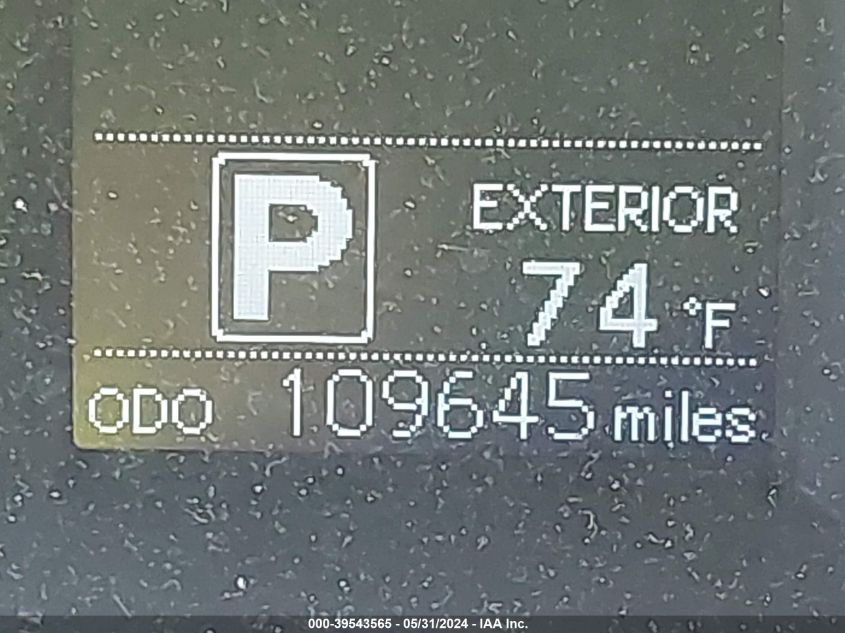 P
EXTERIOR
74 °F
ODO 109645 miles
000-39543565 - 05/31/2024 - IAA Inc.